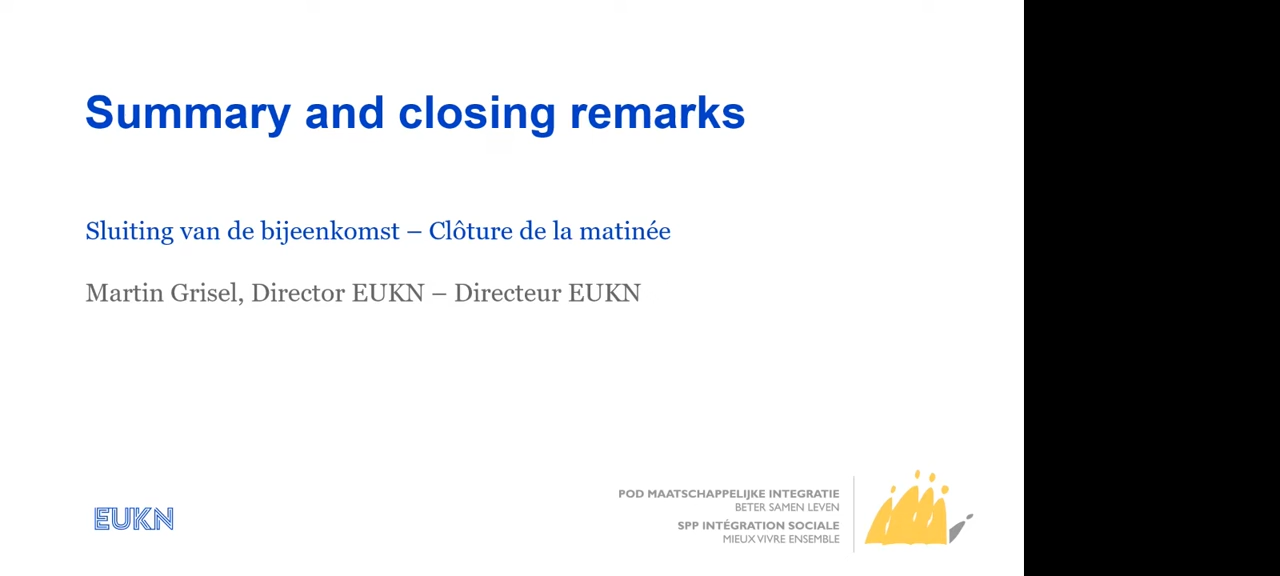 Summary and closing remarks
Sluiting van de bijeenkomst – Clôture de la matinée
Martin Grisel, Director EUKN – Directeur EUKN
EUKN
POD MAATSCHAPPELIJKE INTEGRATIE
BETER SAMEN LEVEN
SPP INTÉGRATION SOCIALE
MIEUX VIVRE ENSEMBLE